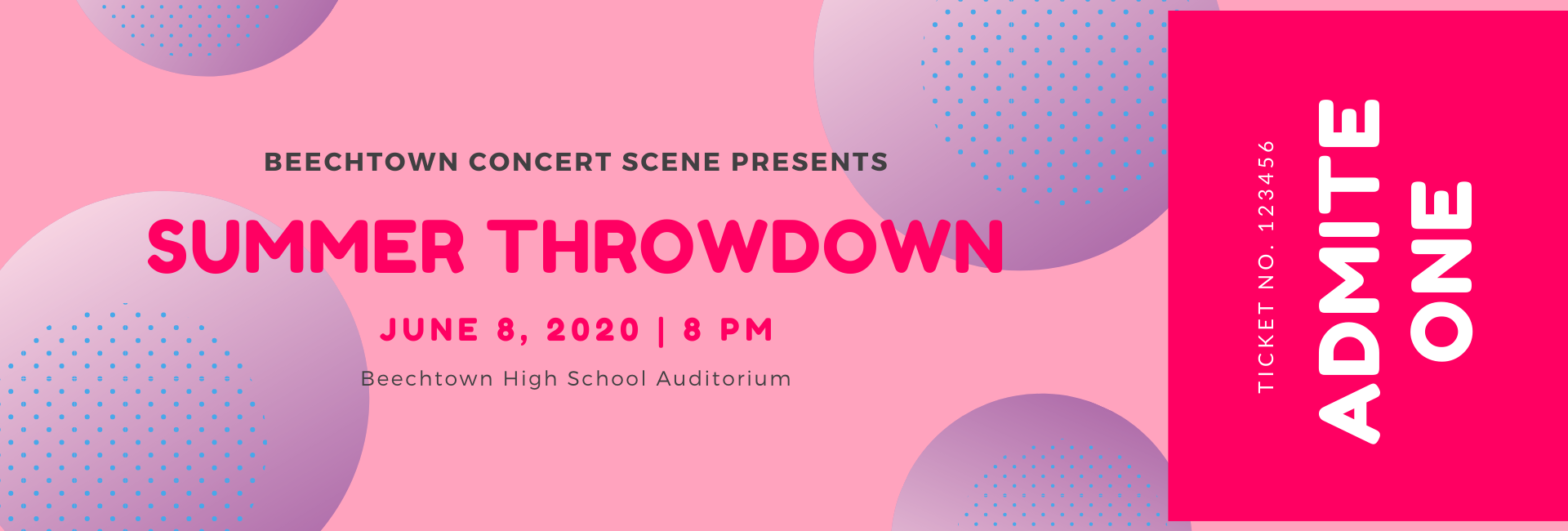 BEECHTOWN CONCERT SCENE PRESENTS
SUMMER THROWDOWN
JUNE 8, 2020 | 8 PM
Beechtown High School Auditorium
TICKET NO. 123456
ADMITE
ONE